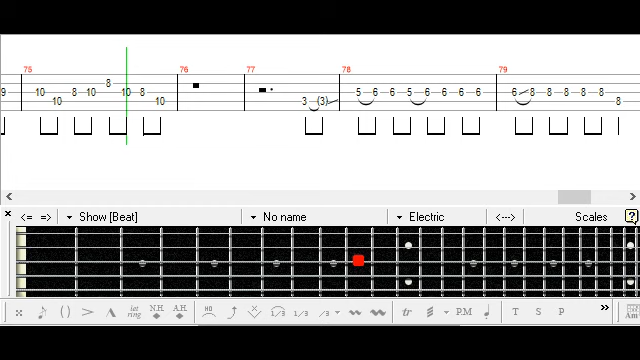 75 76 77 78 79
9 10 10 8 10 8 10 8 10 3 (3) 5 6 6 5 6 6 6 6 6 8 8 8 8 8 8
<= => Show [Beat] No name Electric <---> Scales ?
( ) > Λ let ring N.H. A.H. HO 1/3 1/3 /3 tr P.M T S P » Am